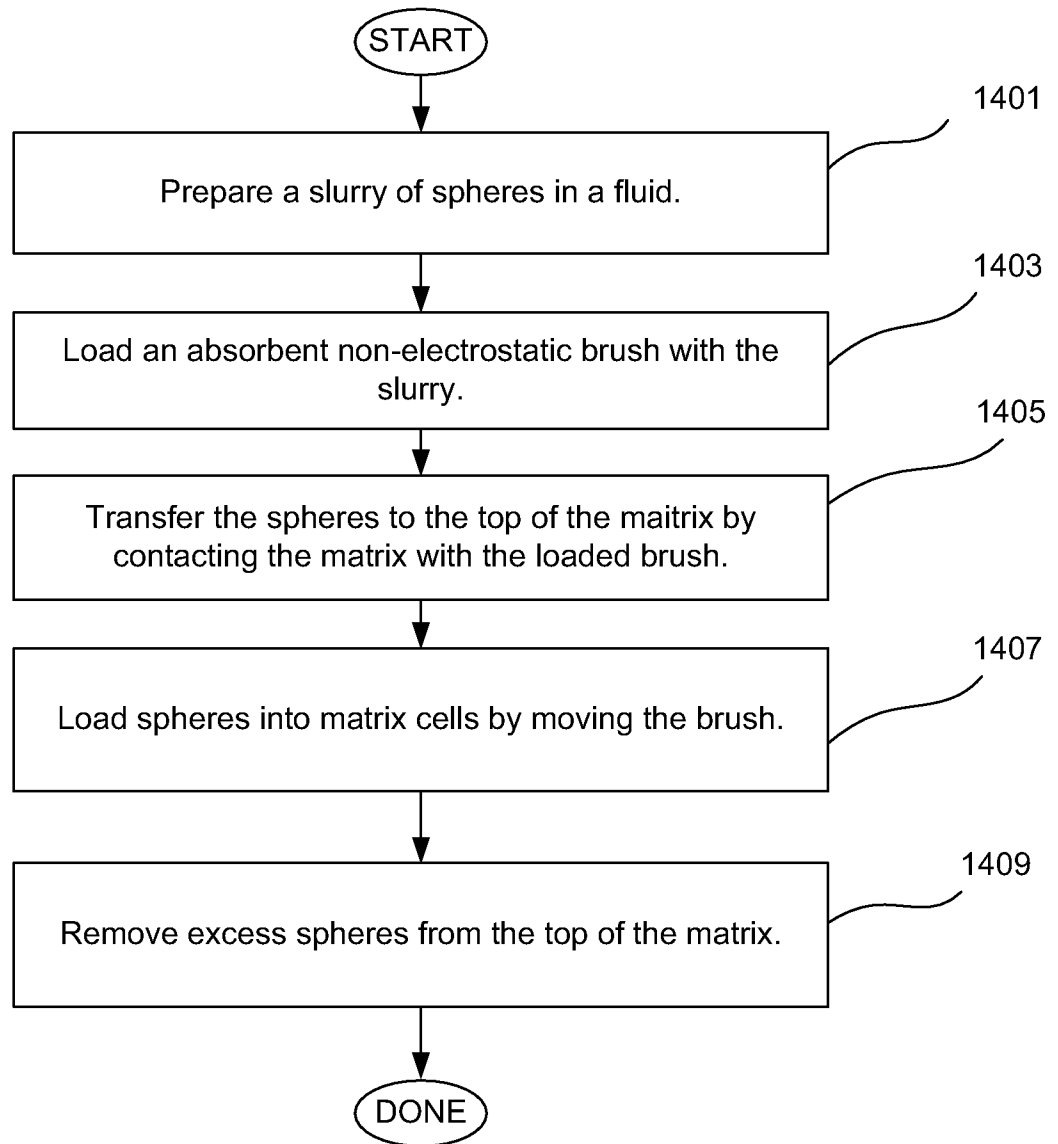 START
1401
Prepare a slurry of spheres in a fluid.
1403
Load an absorbent non-electrostatic brush with the
slurry.
1405
Transfer the spheres to the top of the maitrix by
contacting the matrix with the loaded brush.
1407
Load spheres into matrix cells by moving the brush.
1409
Remove excess spheres from the top of the matrix.
DONE